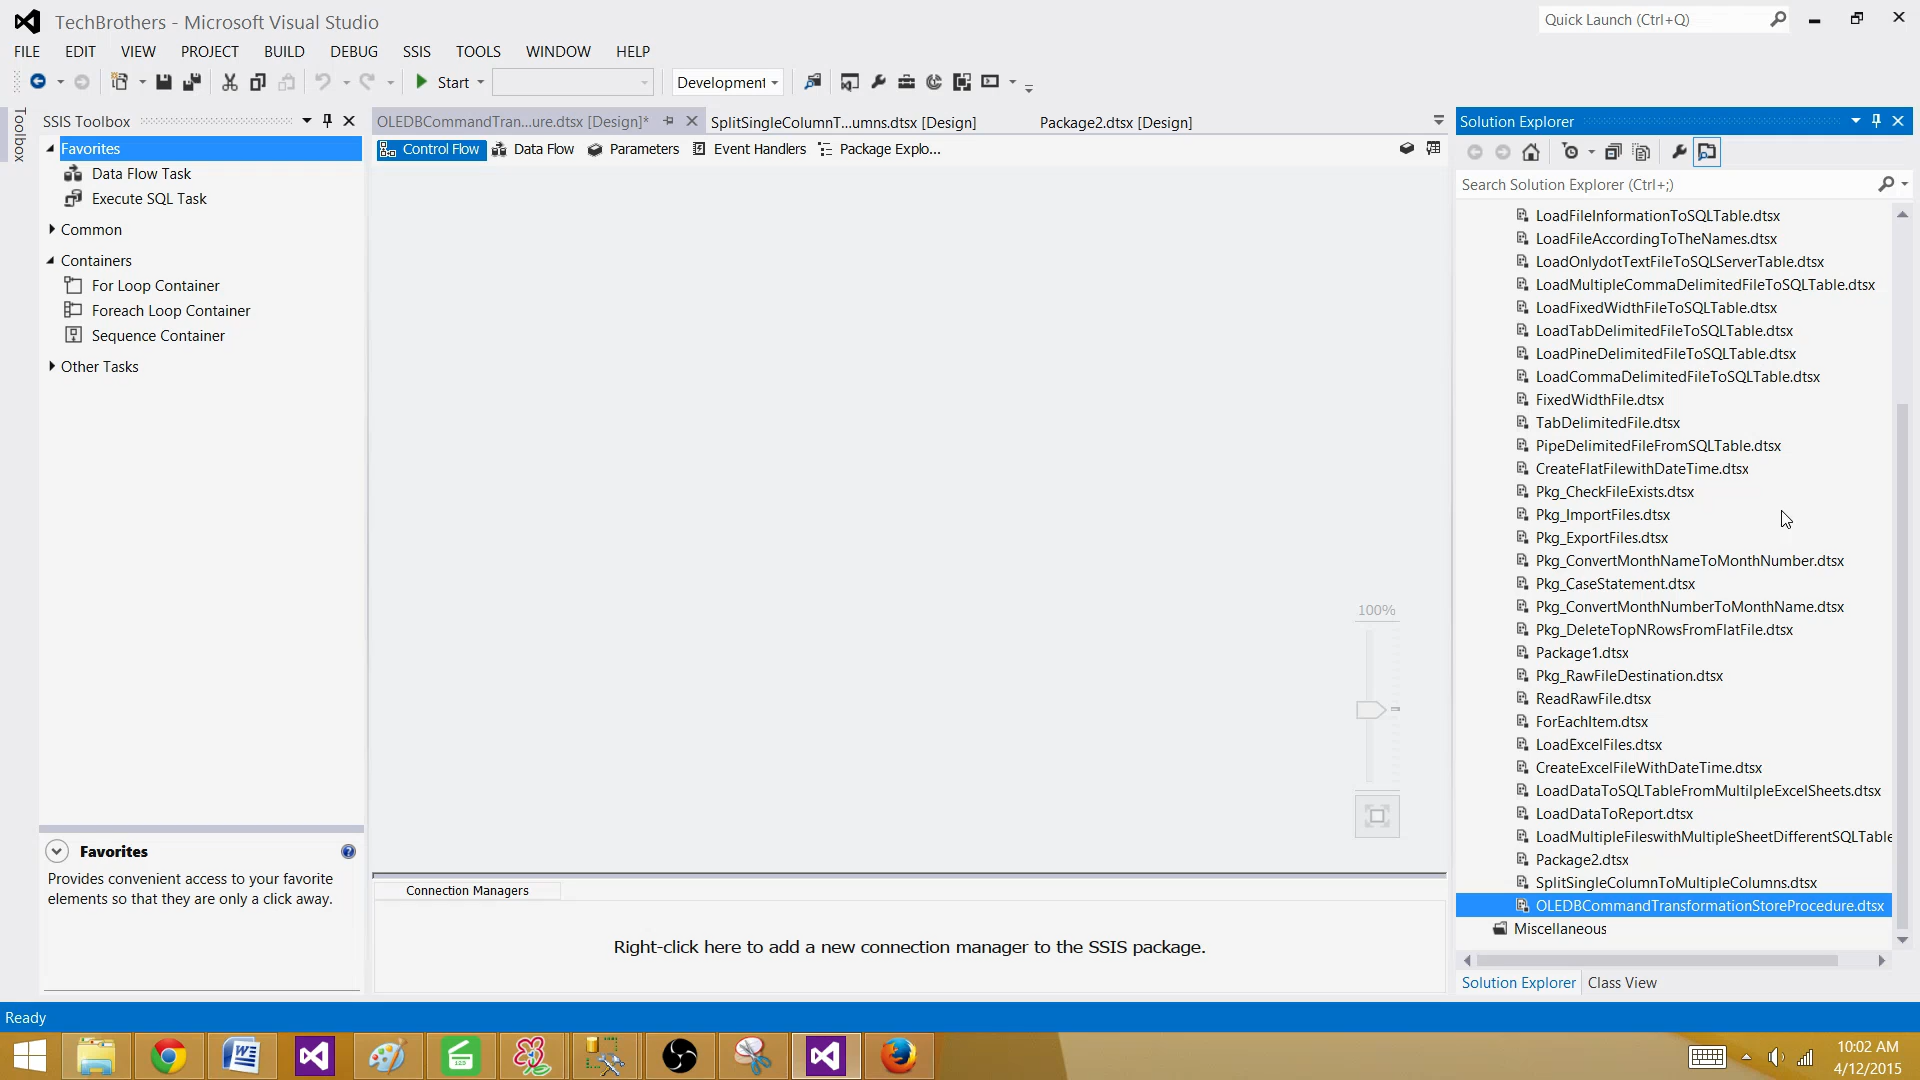 TechBrothers - Microsoft Visual Studio
Quick Launch (Ctrl+Q)
FILE EDIT VIEW PROJECT BUILD DEBUG SSIS TOOLS WINDOW HELP
Start
Development
Toolbox
SSIS Toolbox
Favorites
Data Flow Task
Execute SQL Task
Common
Containers
For Loop Container
Foreach Loop Container
Sequence Container
Other Tasks
Favorites
Provides convenient access to your favorite
elements so that they are only a click away.
OLEDBCommandTran...ure.dtsx [Design]* SplitSingleColumnT...umns.dtsx [Design] Package2.dtsx [Design]
Control Flow Data Flow Parameters Event Handlers Package Explo...
100%
Connection Managers
Right-click here to add a new connection manager to the SSIS package.
Solution Explorer
Search Solution Explorer (Ctrl+;)
LoadFileInformationToSQLTable.dtsx
LoadFileAccordingToTheNames.dtsx
LoadOnlydotTextFileToSQLServerTable.dtsx
LoadMultipleCommaDelimitedFileToSQLTable.dtsx
LoadFixedWidthFileToSQLTable.dtsx
LoadTabDelimitedFileToSQLTable.dtsx
LoadPineDelimitedFileToSQLTable.dtsx
LoadCommaDelimitedFileToSQLTable.dtsx
FixedWidthFile.dtsx
TabDelimitedFile.dtsx
PipeDelimitedFileFromSQLTable.dtsx
CreateFlatFilewithDateTime.dtsx
Pkg_CheckFileExists.dtsx
Pkg_ImportFiles.dtsx
Pkg_ExportFiles.dtsx
Pkg_ConvertMonthNameToMonthNumber.dtsx
Pkg_CaseStatement.dtsx
Pkg_ConvertMonthNumberToMonthName.dtsx
Pkg_DeleteTopNRowsFromFlatFile.dtsx
Package1.dtsx
Pkg_RawFileDestination.dtsx
ReadRawFile.dtsx
ForEachItem.dtsx
LoadExcelFiles.dtsx
CreateExcelFileWithDateTime.dtsx
LoadDataToSQLTableFromMultiIpleExcelSheets.dtsx
LoadDataToReport.dtsx
LoadMultipleFileswithMultipleSheetDifferentSQLTable
Package2.dtsx
SplitSingleColumnToMultipleColumns.dtsx
OLEDBCommandTransformationStoreProcedure.dtsx
Miscellaneous
Solution Explorer Class View
Ready
10:02 AM
4/12/2015